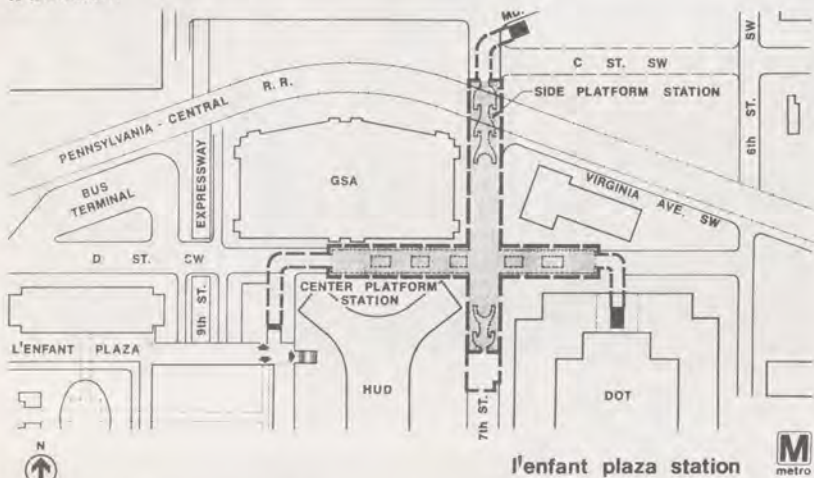 MD.
C ST. SW
SW
6th ST.
SIDE PLATFORM STATION
PENNSYLVANIA - CENTRAL R.R.
EXPRESSWAY
GSA
VIRGINIA AVE. SW
BUS
TERMINAL
D ST. SW
9th ST.
CENTER PLATFORM
STATION
L'ENFANT PLAZA
HUD
7th ST.
DOT
N
l'enfant plaza station
M
metro